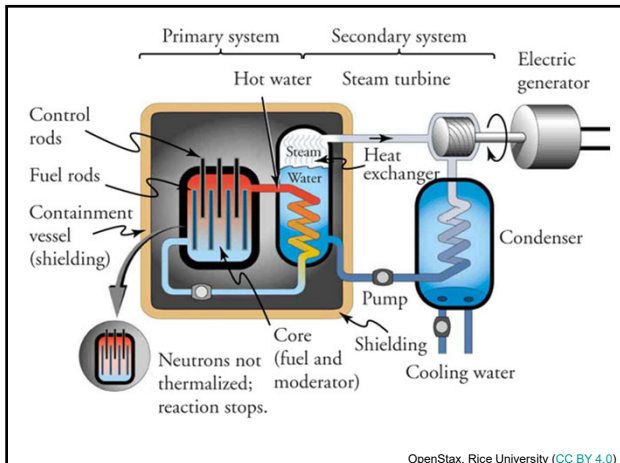 Primary system
Secondary system
Electric
generator
Hot water
Steam turbine
Control
rods
Fuel rods
Containment
vessel
(shielding)
Steam
Water
Heat
exchanger
Condenser
Pump
Core
(fuel and
moderator)
Shielding
Cooling water
Neutrons not
thermalized;
reaction stops.
OpenStax, Rice University (CC BY 4.0)